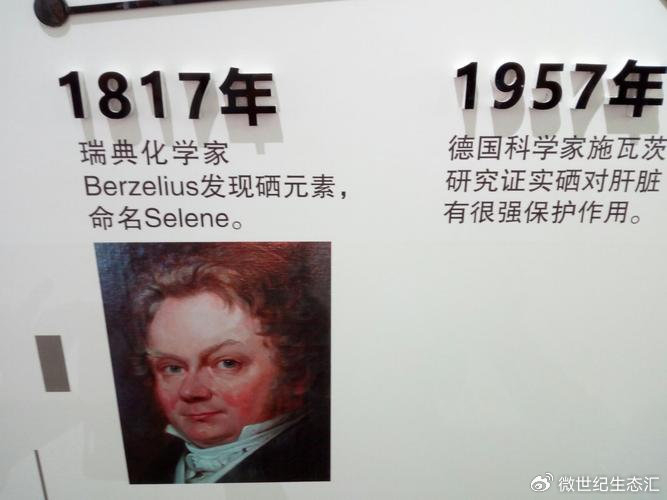 1817年
瑞典化学家
Berzelius发现硒元素，
命名Selene。
1957年
德国科学家施瓦茨
研究证实硒对肝脏
有很强保护作用。
微世纪生态汇